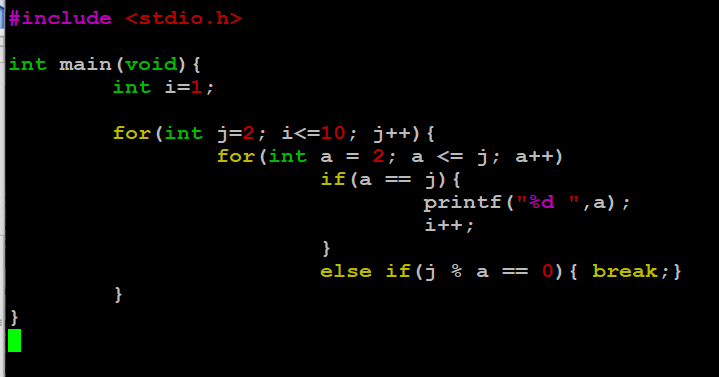 #include <stdio.h>

int main(void){
        int i=1;

        for(int j=2; i<=10; j++){
                for(int a = 2; a <= j; a++)
                        if(a == j){
                                printf("%d ",a);
                                i++;
                        }
                        else if(j % a == 0){ break;}
        }
}